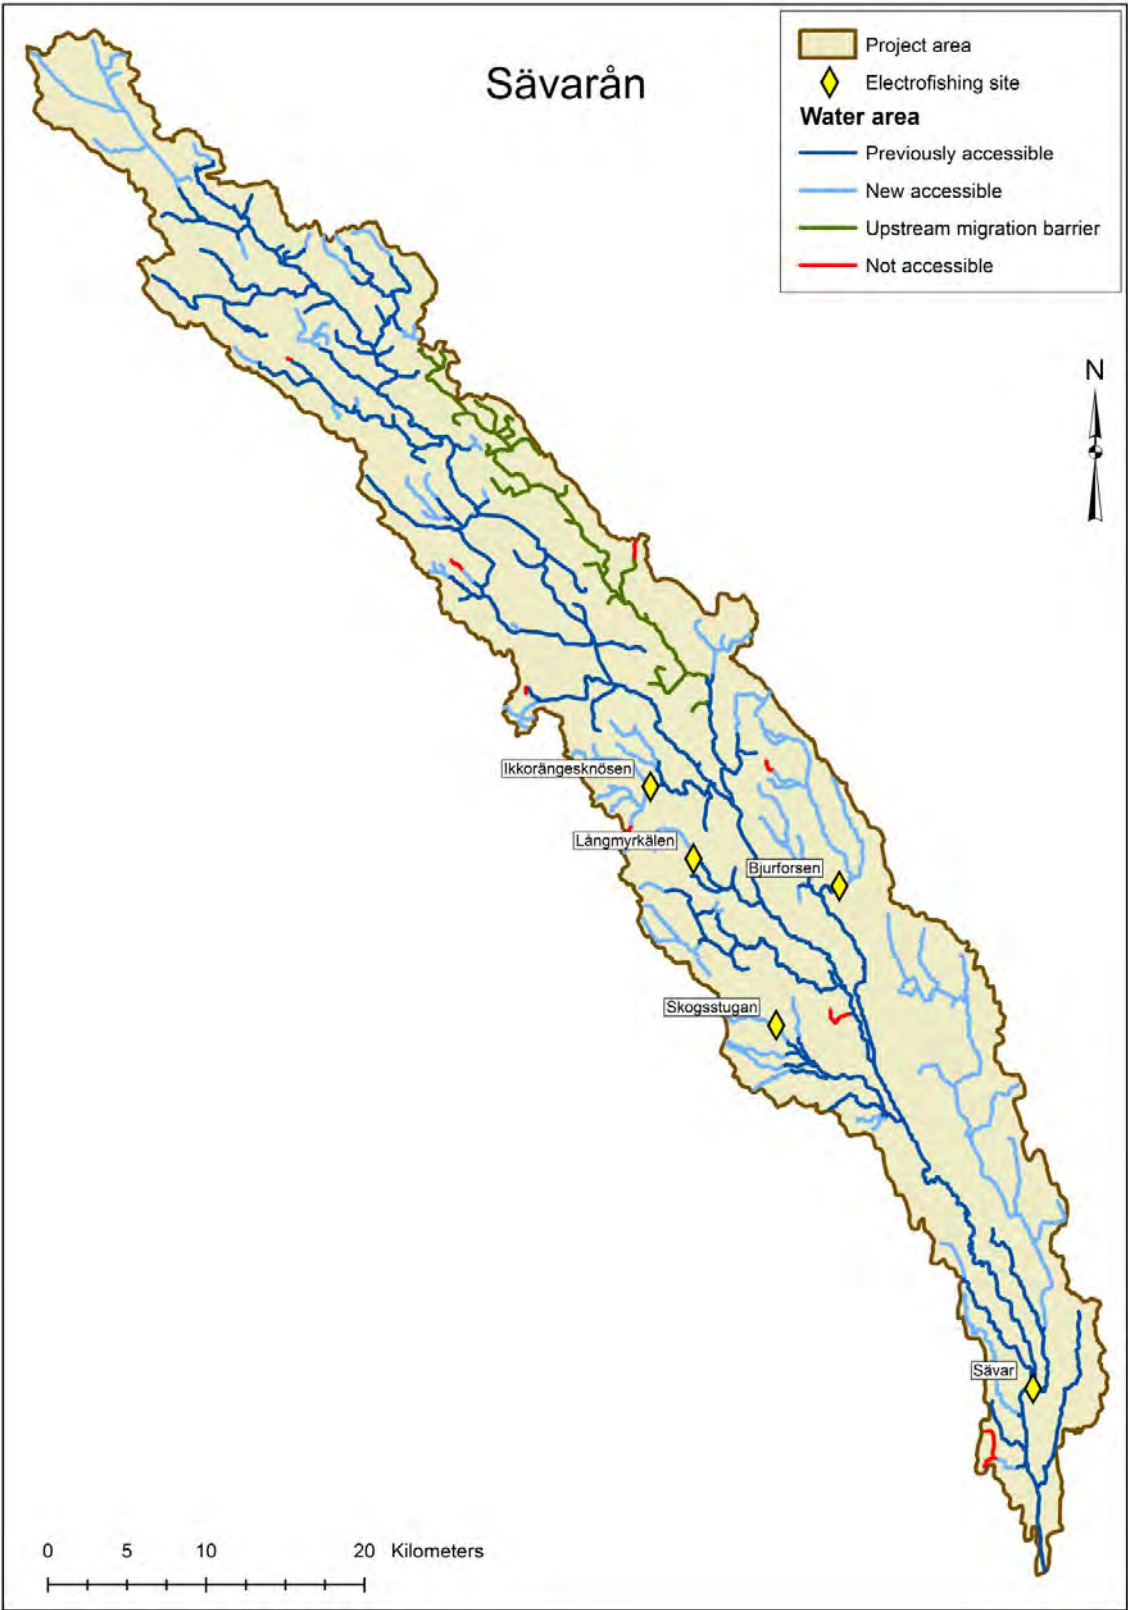 Sävarån
Project area
Electrofishing site
Water area
Previously accessible
New accessible
Upstream migration barrier
Not accessible
N
Ikkorängesknösen
Långmyrkälen
Bjurforsen
Skogsstugan
Sävar
0 5 10 20 Kilometers